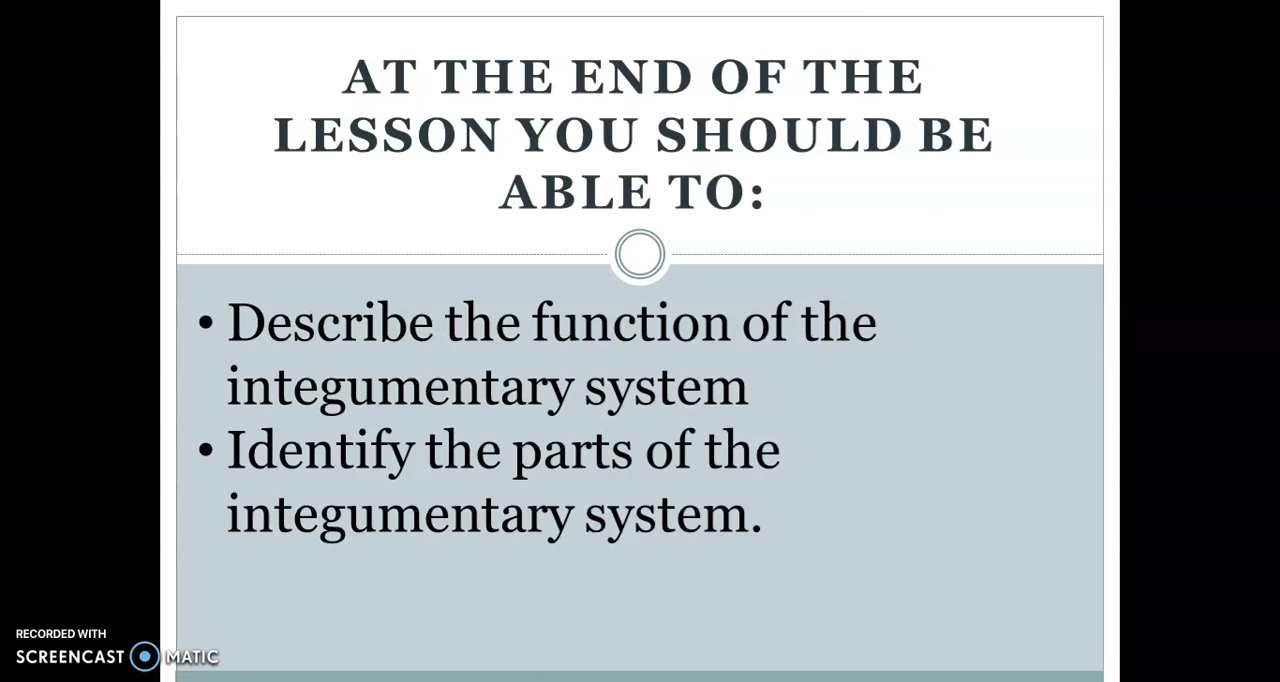 AT THE END OF THE
LESSON YOU SHOULD BE
ABLE TO:
• Describe the function of the
integumentary system
• Identify the parts of the
integumentary system.
RECORDED WITH
SCREENCAST MATIC